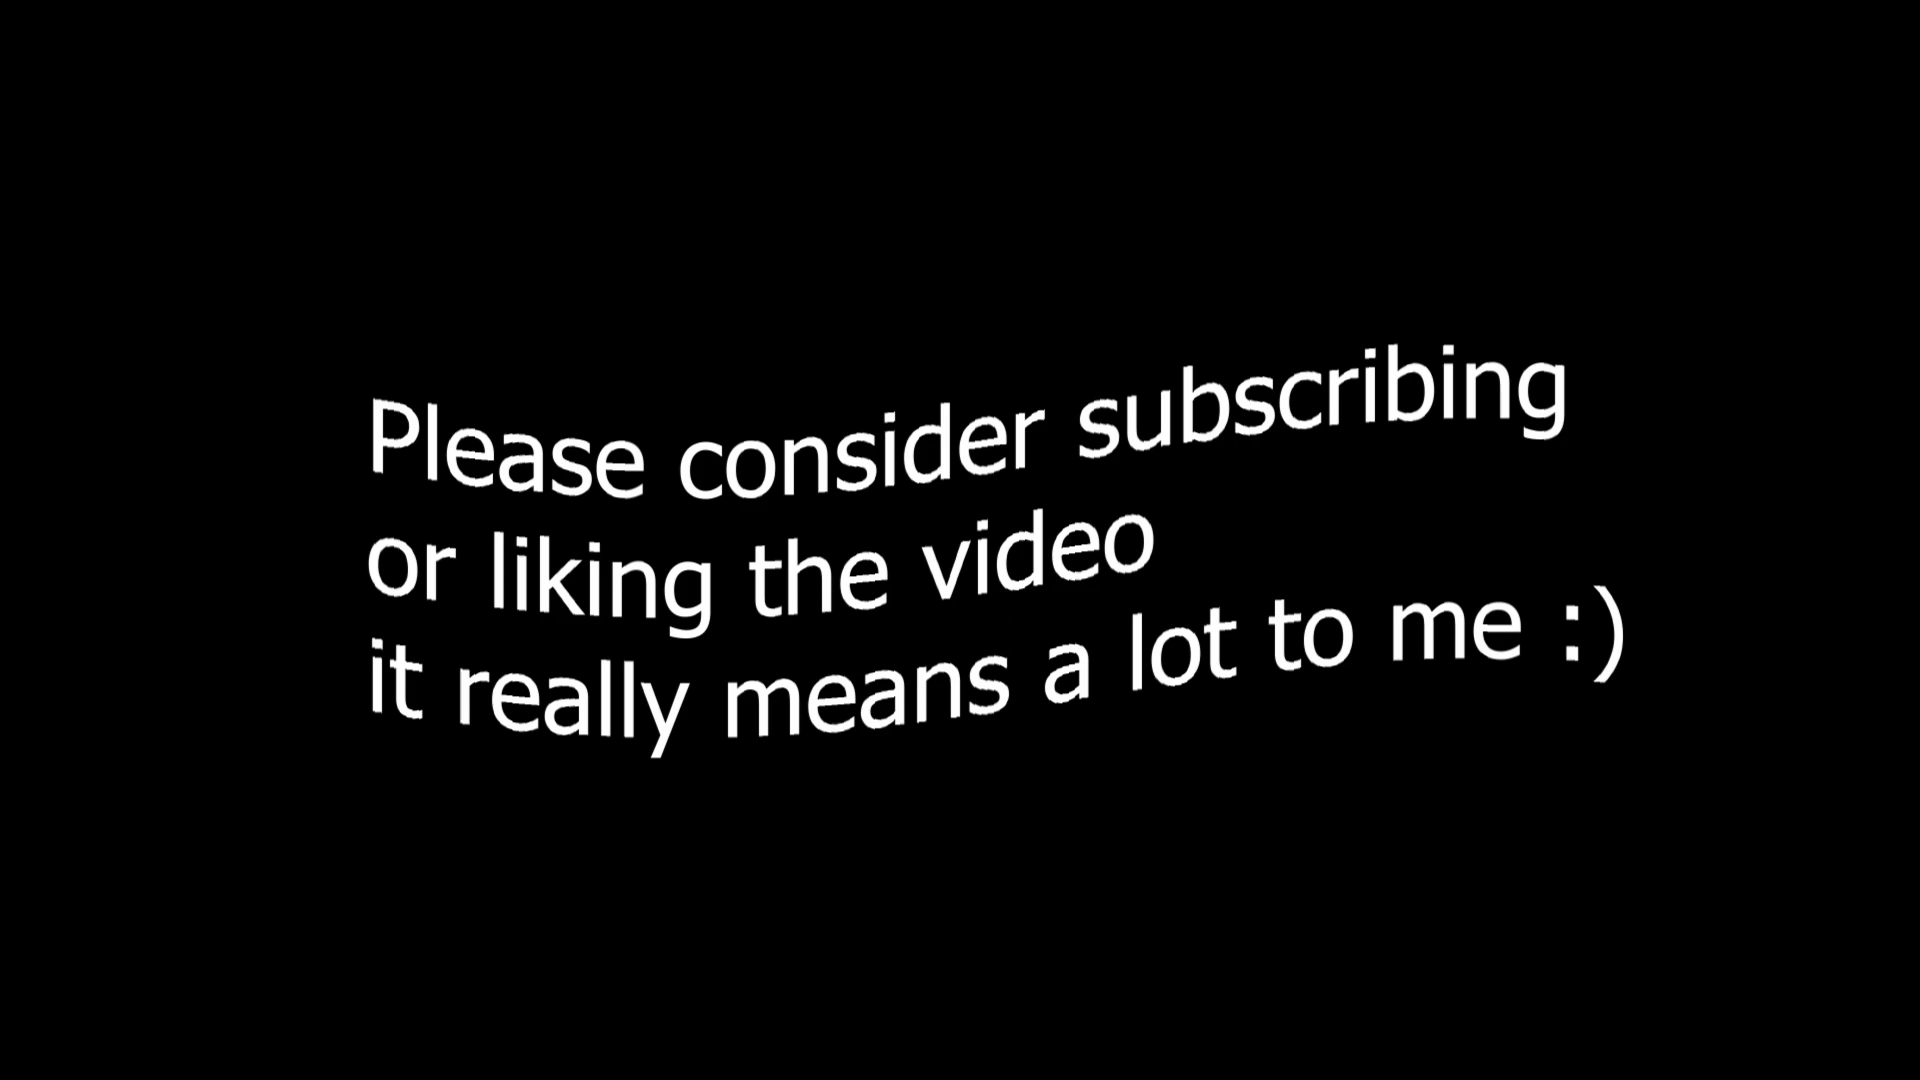 Please consider subscribing
or liking the video
it really means a lot to me :)